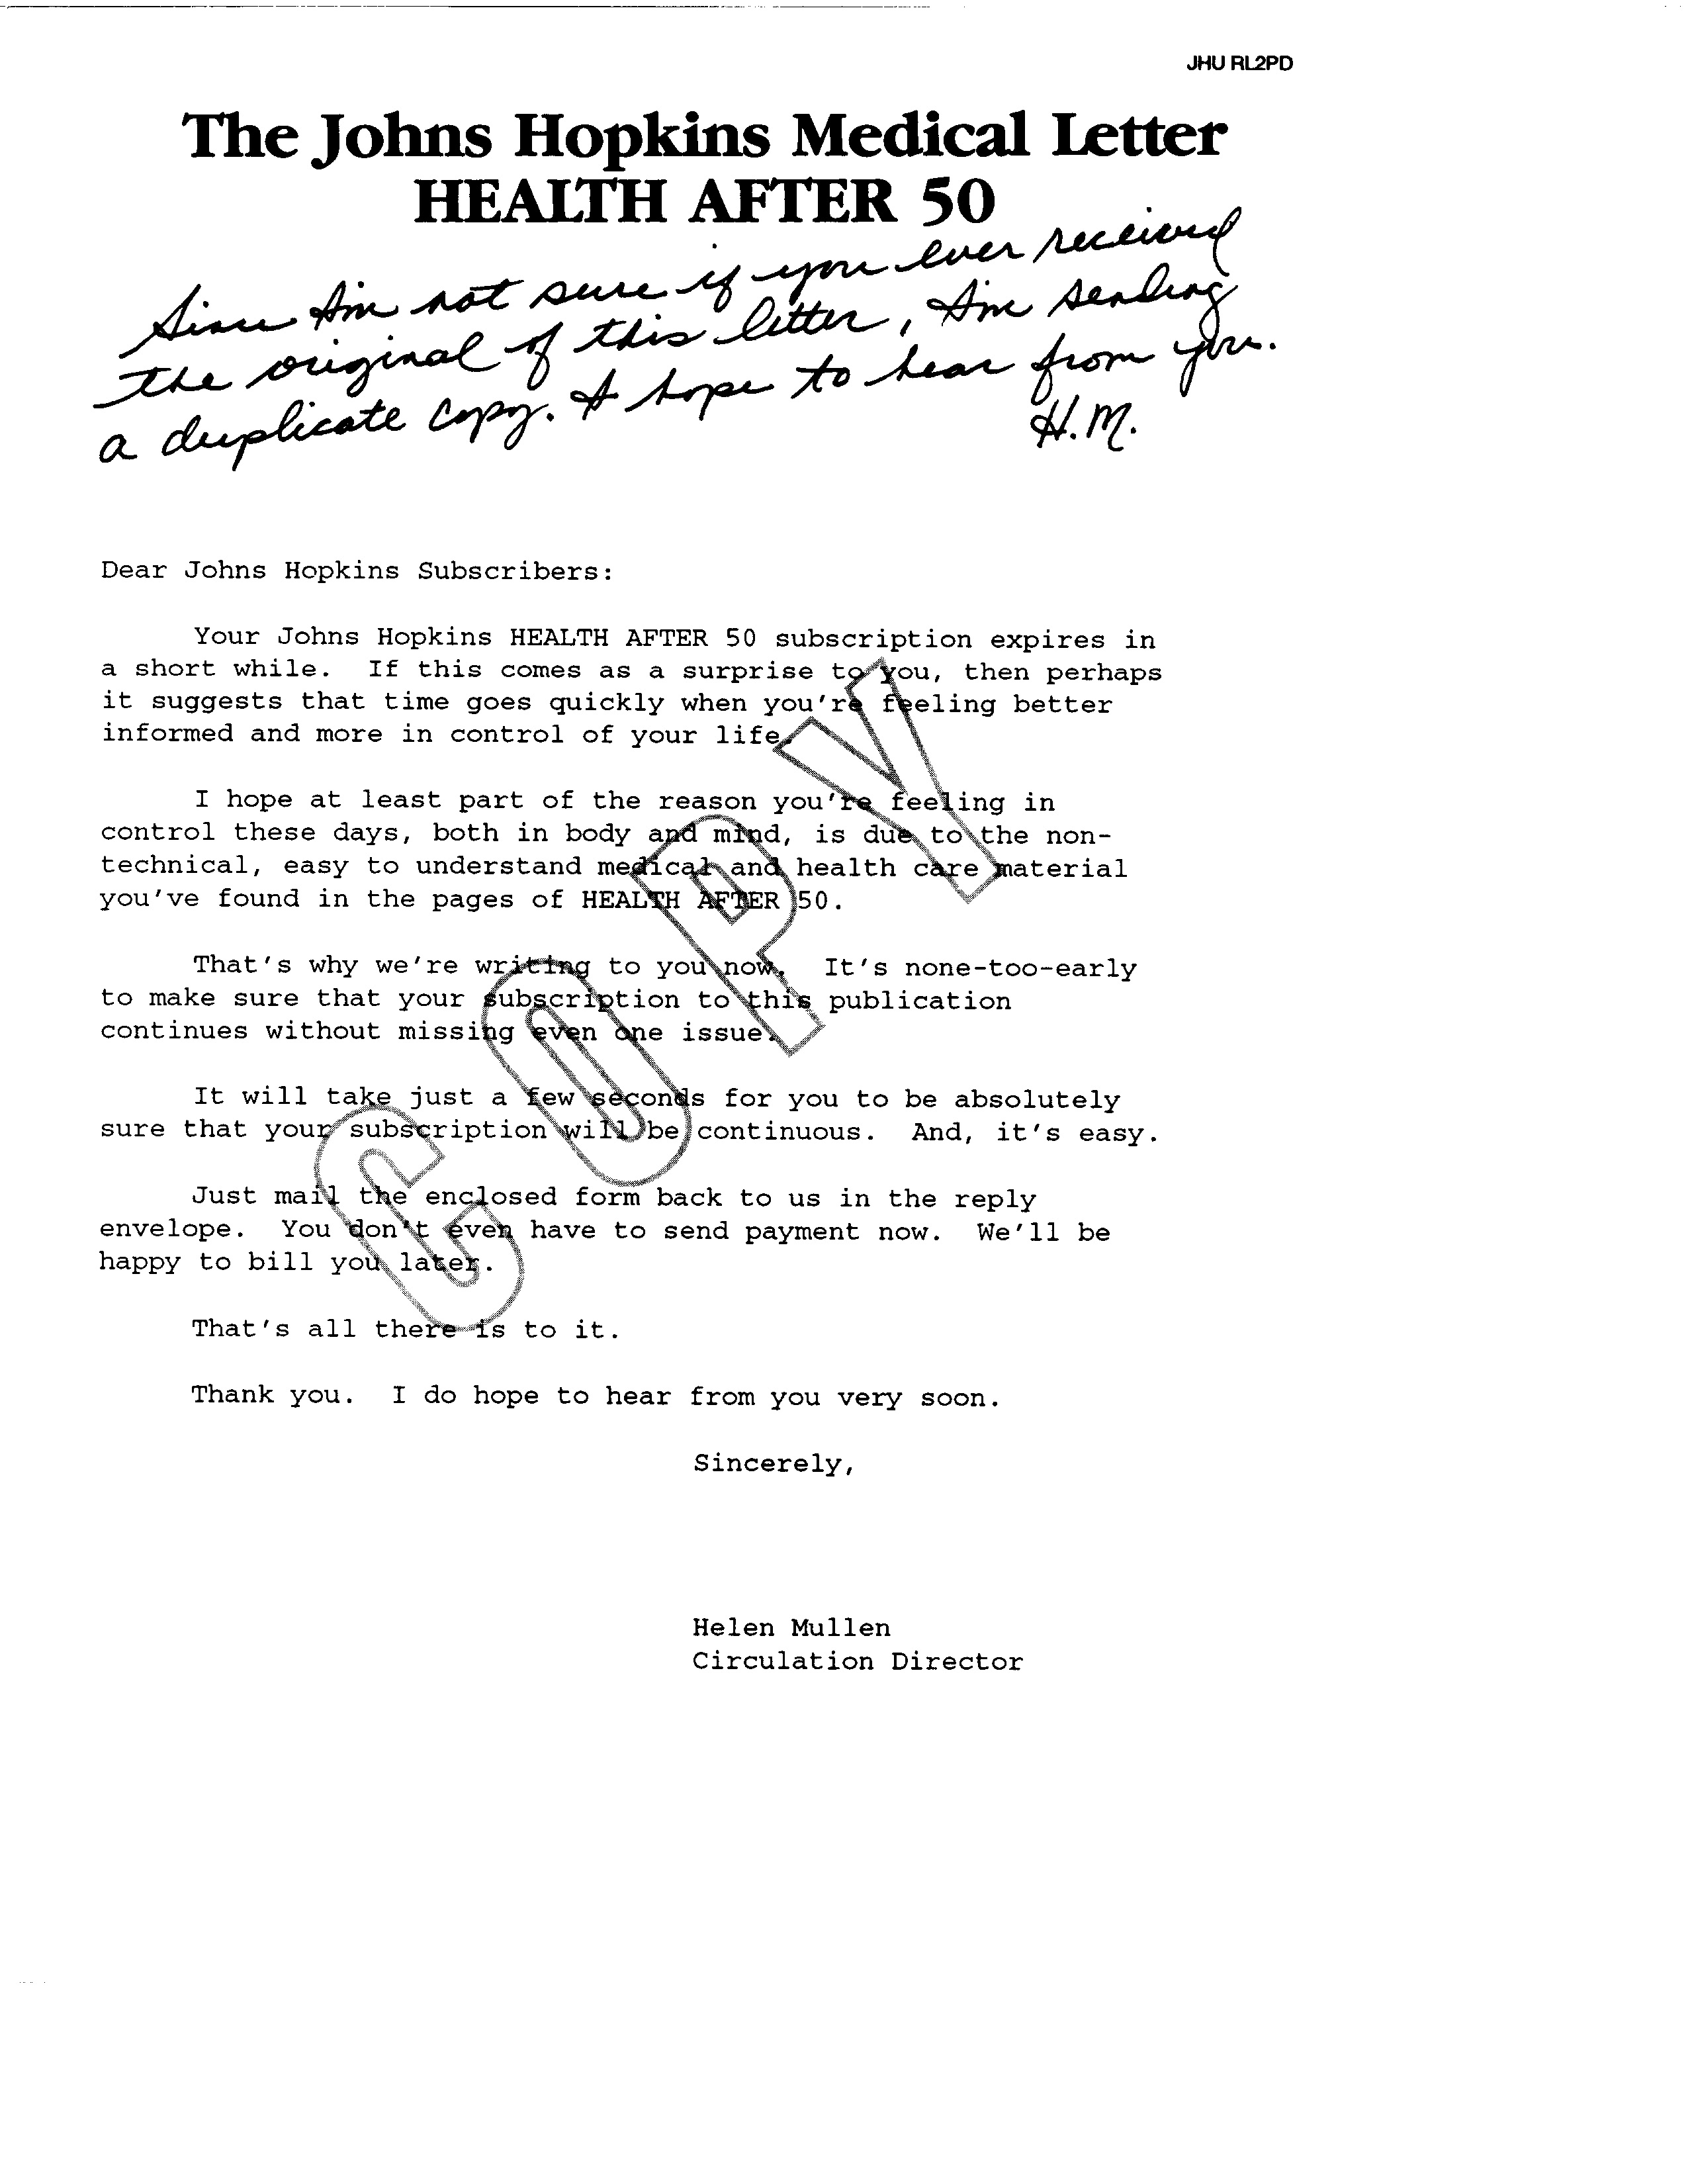 JHU RL2PD
The Johns Hopkins Medical Letter
HEALTH AFTER 50
Since I'm not sure if you ever received
the original of this letter, I'm sending
a duplicate copy. I hope to hear from you.
H.M.
Dear Johns Hopkins Subscribers:
Your Johns Hopkins HEALTH AFTER 50 subscription expires in
a short while. If this comes as a surprise to you, then perhaps
it suggests that time goes quickly when you're feeling better
informed and more in control of your life.
I hope at least part of the reason you're feeling in
control these days, both in body and mind, is due to the non-
technical, easy to understand medical and health care material
you've found in the pages of HEALTH AFTER 50.
That's why we're writing to you now. It's none-too-early
to make sure that your subscription to this publication
continues without missing even one issue.
It will take just a few seconds for you to be absolutely
sure that your subscription will be continuous. And, it's easy.
Just mail the enclosed form back to us in the reply
envelope. You don't even have to send payment now. We'll be
happy to bill you later.
That's all there is to it.
Thank you. I do hope to hear from you very soon.
Sincerely,
Helen Mullen
Circulation Director
COPY